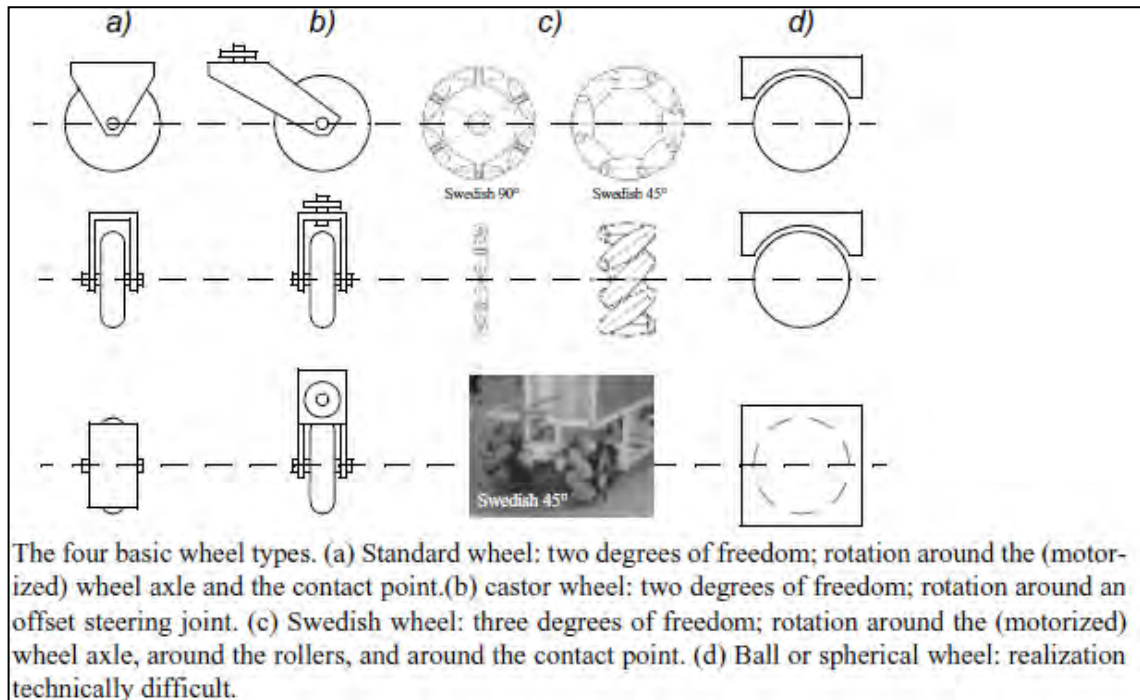 a) b) c) d)
Swedish 90° Swedish 45°
Swedish 45°
The four basic wheel types. (a) Standard wheel: two degrees of freedom; rotation around the (motor-
ized) wheel axle and the contact point.(b) castor wheel: two degrees of freedom; rotation around an
offset steering joint. (c) Swedish wheel: three degrees of freedom; rotation around the (motorized)
wheel axle, around the rollers, and around the contact point. (d) Ball or spherical wheel: realization
technically difficult.